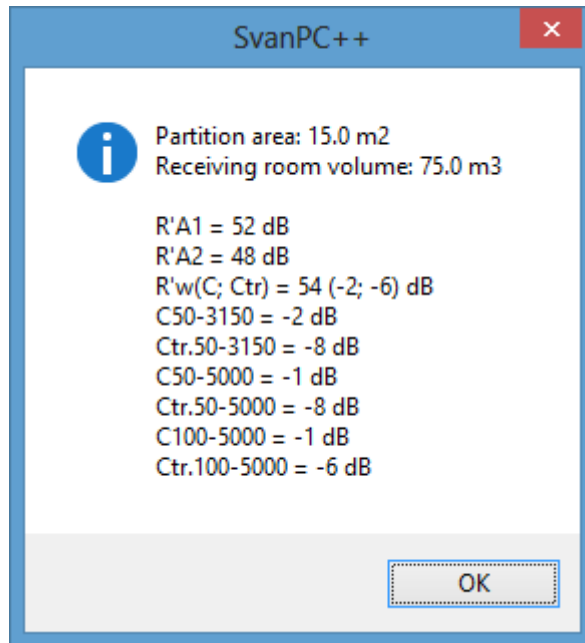 SvanPC++
Partition area: 15.0 m2
Receiving room volume: 75.0 m3
R'A1 = 52 dB
R'A2 = 48 dB
R'w(C; Ctr) = 54 (-2; -6) dB
C50-3150 = -2 dB
Ctr.50-3150 = -8 dB
C50-5000 = -1 dB
Ctr.50-5000 = -8 dB
C100-5000 = -1 dB
Ctr.100-5000 = -6 dB
OK